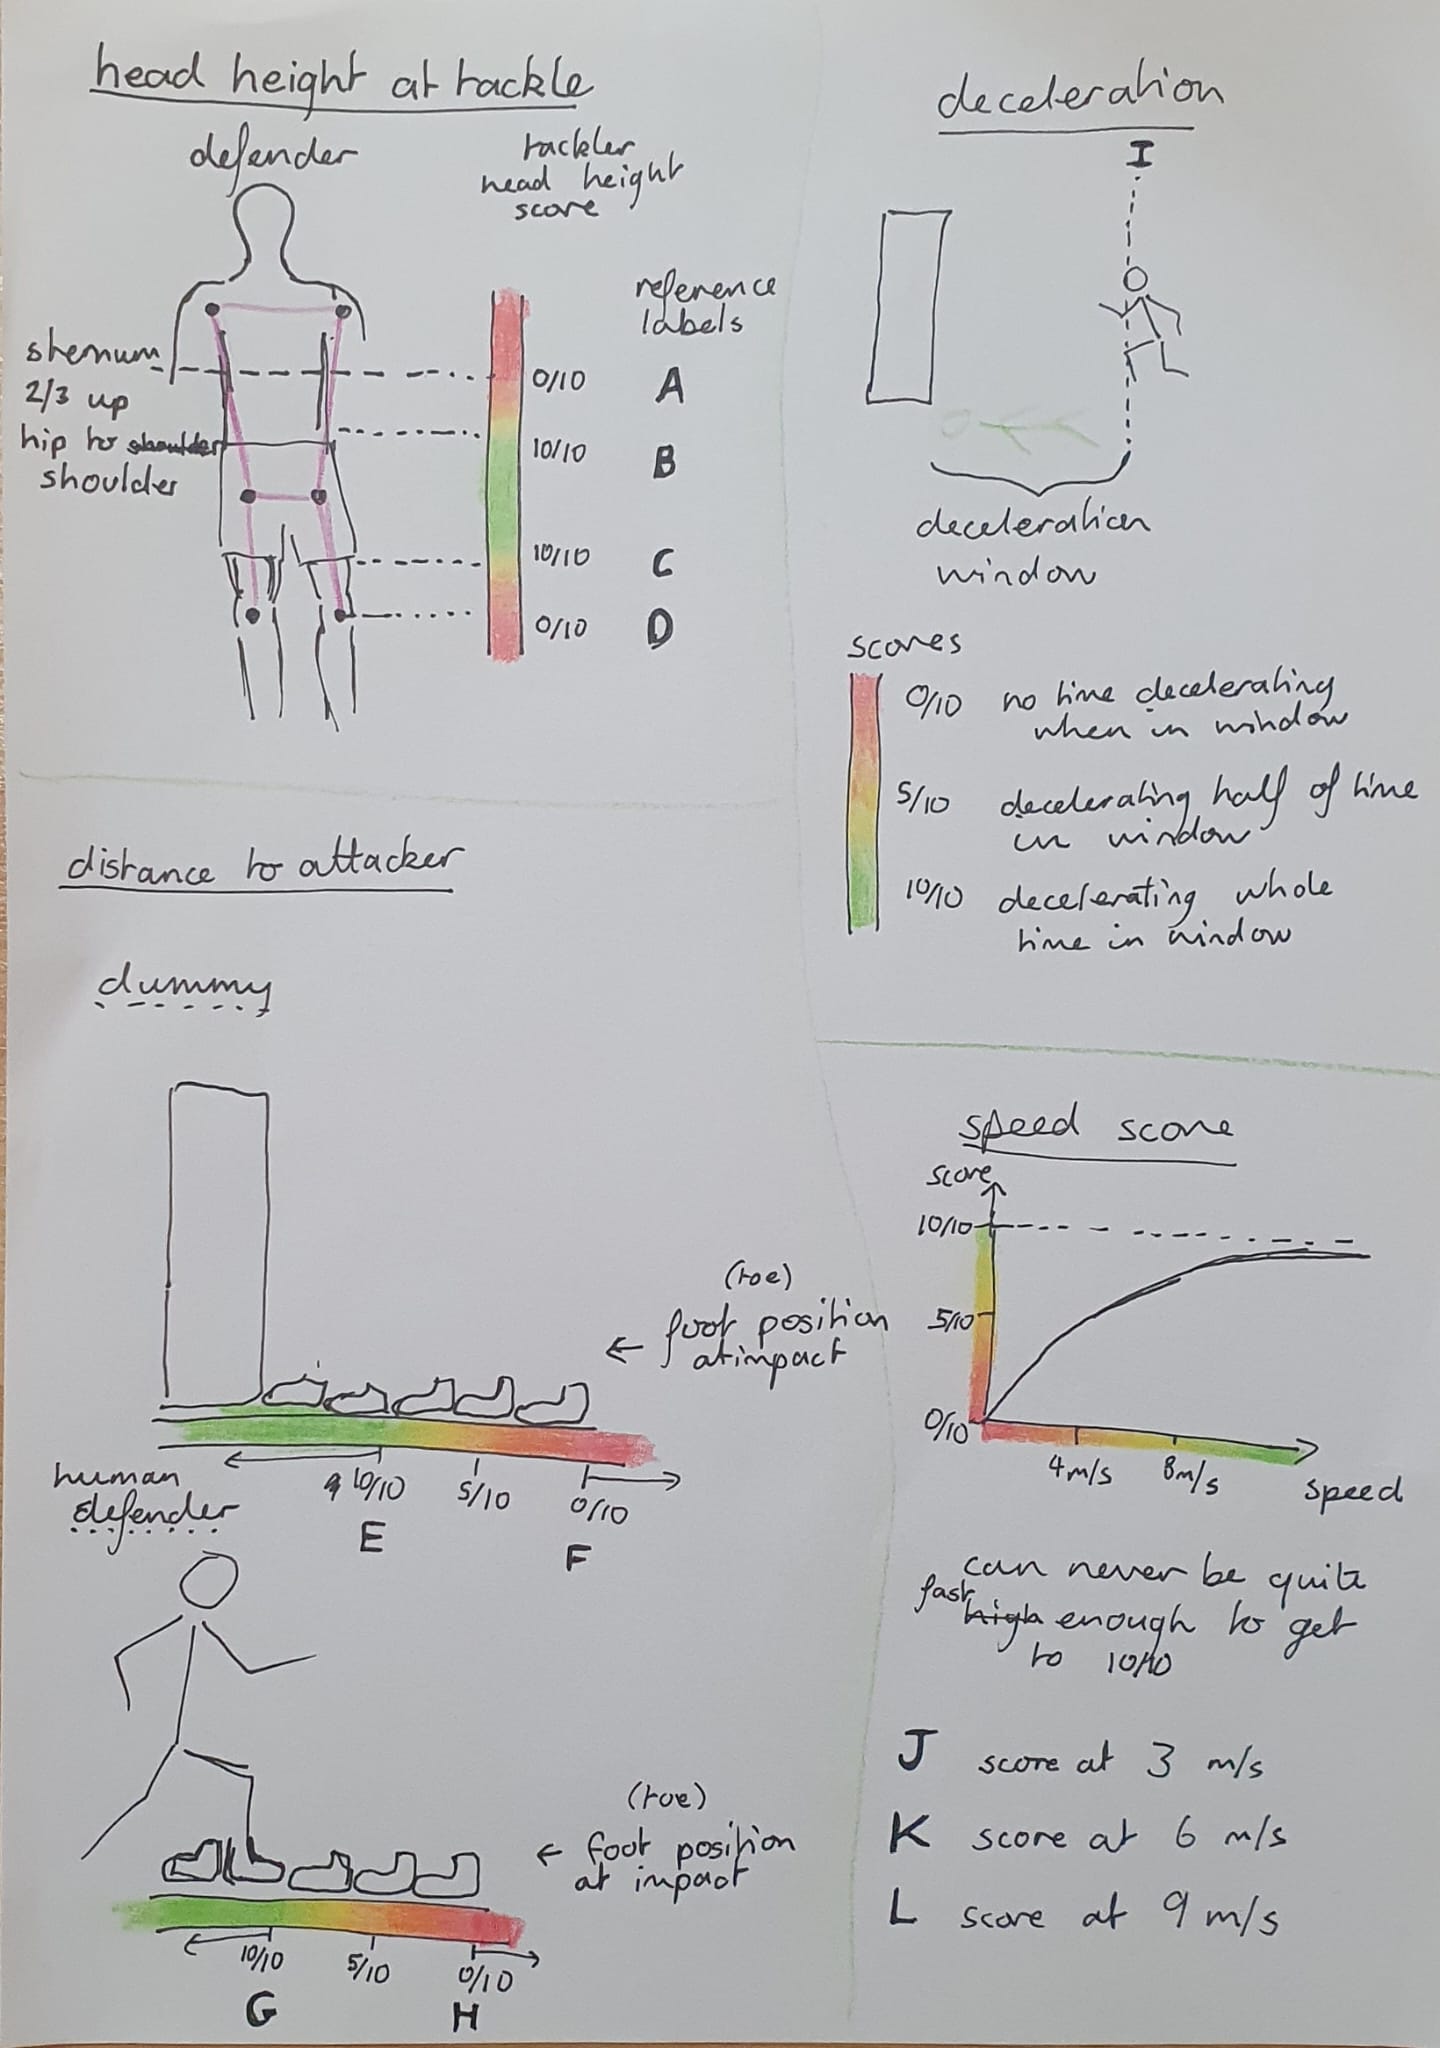 head height at tackle
defender
tackler
head height
score
reference
labels
sternum
2/3 up
hip to shoulder
shoulder
0/10 A
10/10 B
10/10 C
0/10 D
deceleration
I
deceleration
window
scores
0/10 no time decelerating
when in window
5/10 decelerating half of time
in window
10/10 decelerating whole
time in window
distance to attacker
dummy
(toe)
← foot position
at impact
10/10 5/10 0/10
E F
human
defender
(toe)
← foot position
at impact
10/10 5/10 0/10
G H
speed score
score
10/10
5/10
0/10
4m/s 8m/s
speed
can never be quite
fast high enough to get
to 10/10
J score at 3 m/s
K score at 6 m/s
L score at 9 m/s